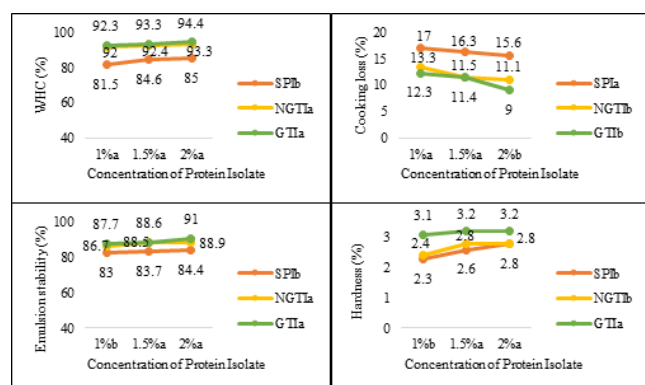 92.3 93.3 94.4
100
92 92.4 93.3
80
81.5 84.6 85
60
40
WHC (%)
SPIb
NGTIa
GTIa
1%a 1.5%a 2%a
Concentration of Protein Isolate
20
17 16.3 15.6
15
13.3 11.5 11.1
10
12.3 11.4 9
5
0
Cooking loss (%)
SPIa
NGTIb
GTIb
1%a 1.5%a 2%b
Concentration of Protein Isolate
100
87.7 88.6 91
80
86.7 88.5 88.9
83 83.7 84.4
60
40
Emulsion stability (%)
SPIb
NGTIa
GTIa
1%b 1.5%a 2%a
Concentration of Protein Isolate
3.1 3.2 3.2
3
2.4 2.8 2.8
2
2.3 2.6 2.8
1
0
Hardness (%)
SPIb
NGTIb
GTIa
1%b 1.5%a 2%a
Concentration of Protein Isolate